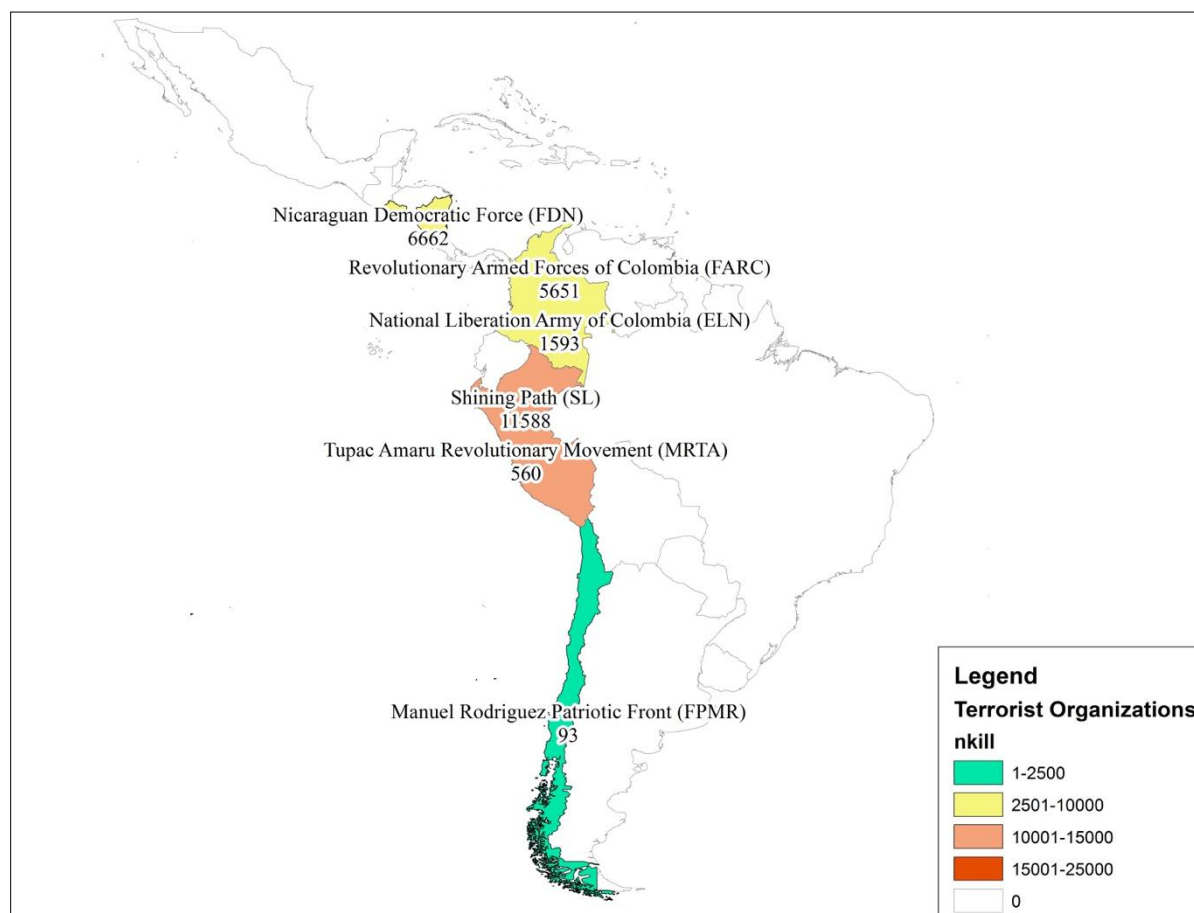 Nicaraguan Democratic Force (FDN)
6662
Revolutionary Armed Forces of Colombia (FARC)
5651
National Liberation Army of Colombia (ELN)
1593
Shining Path (SL)
11588
Tupac Amaru Revolutionary Movement (MRTA)
560
Manuel Rodriguez Patriotic Front (FPMR)
93
Legend
Terrorist Organizations
nkill
1-2500
2501-10000
10001-15000
15001-25000
0